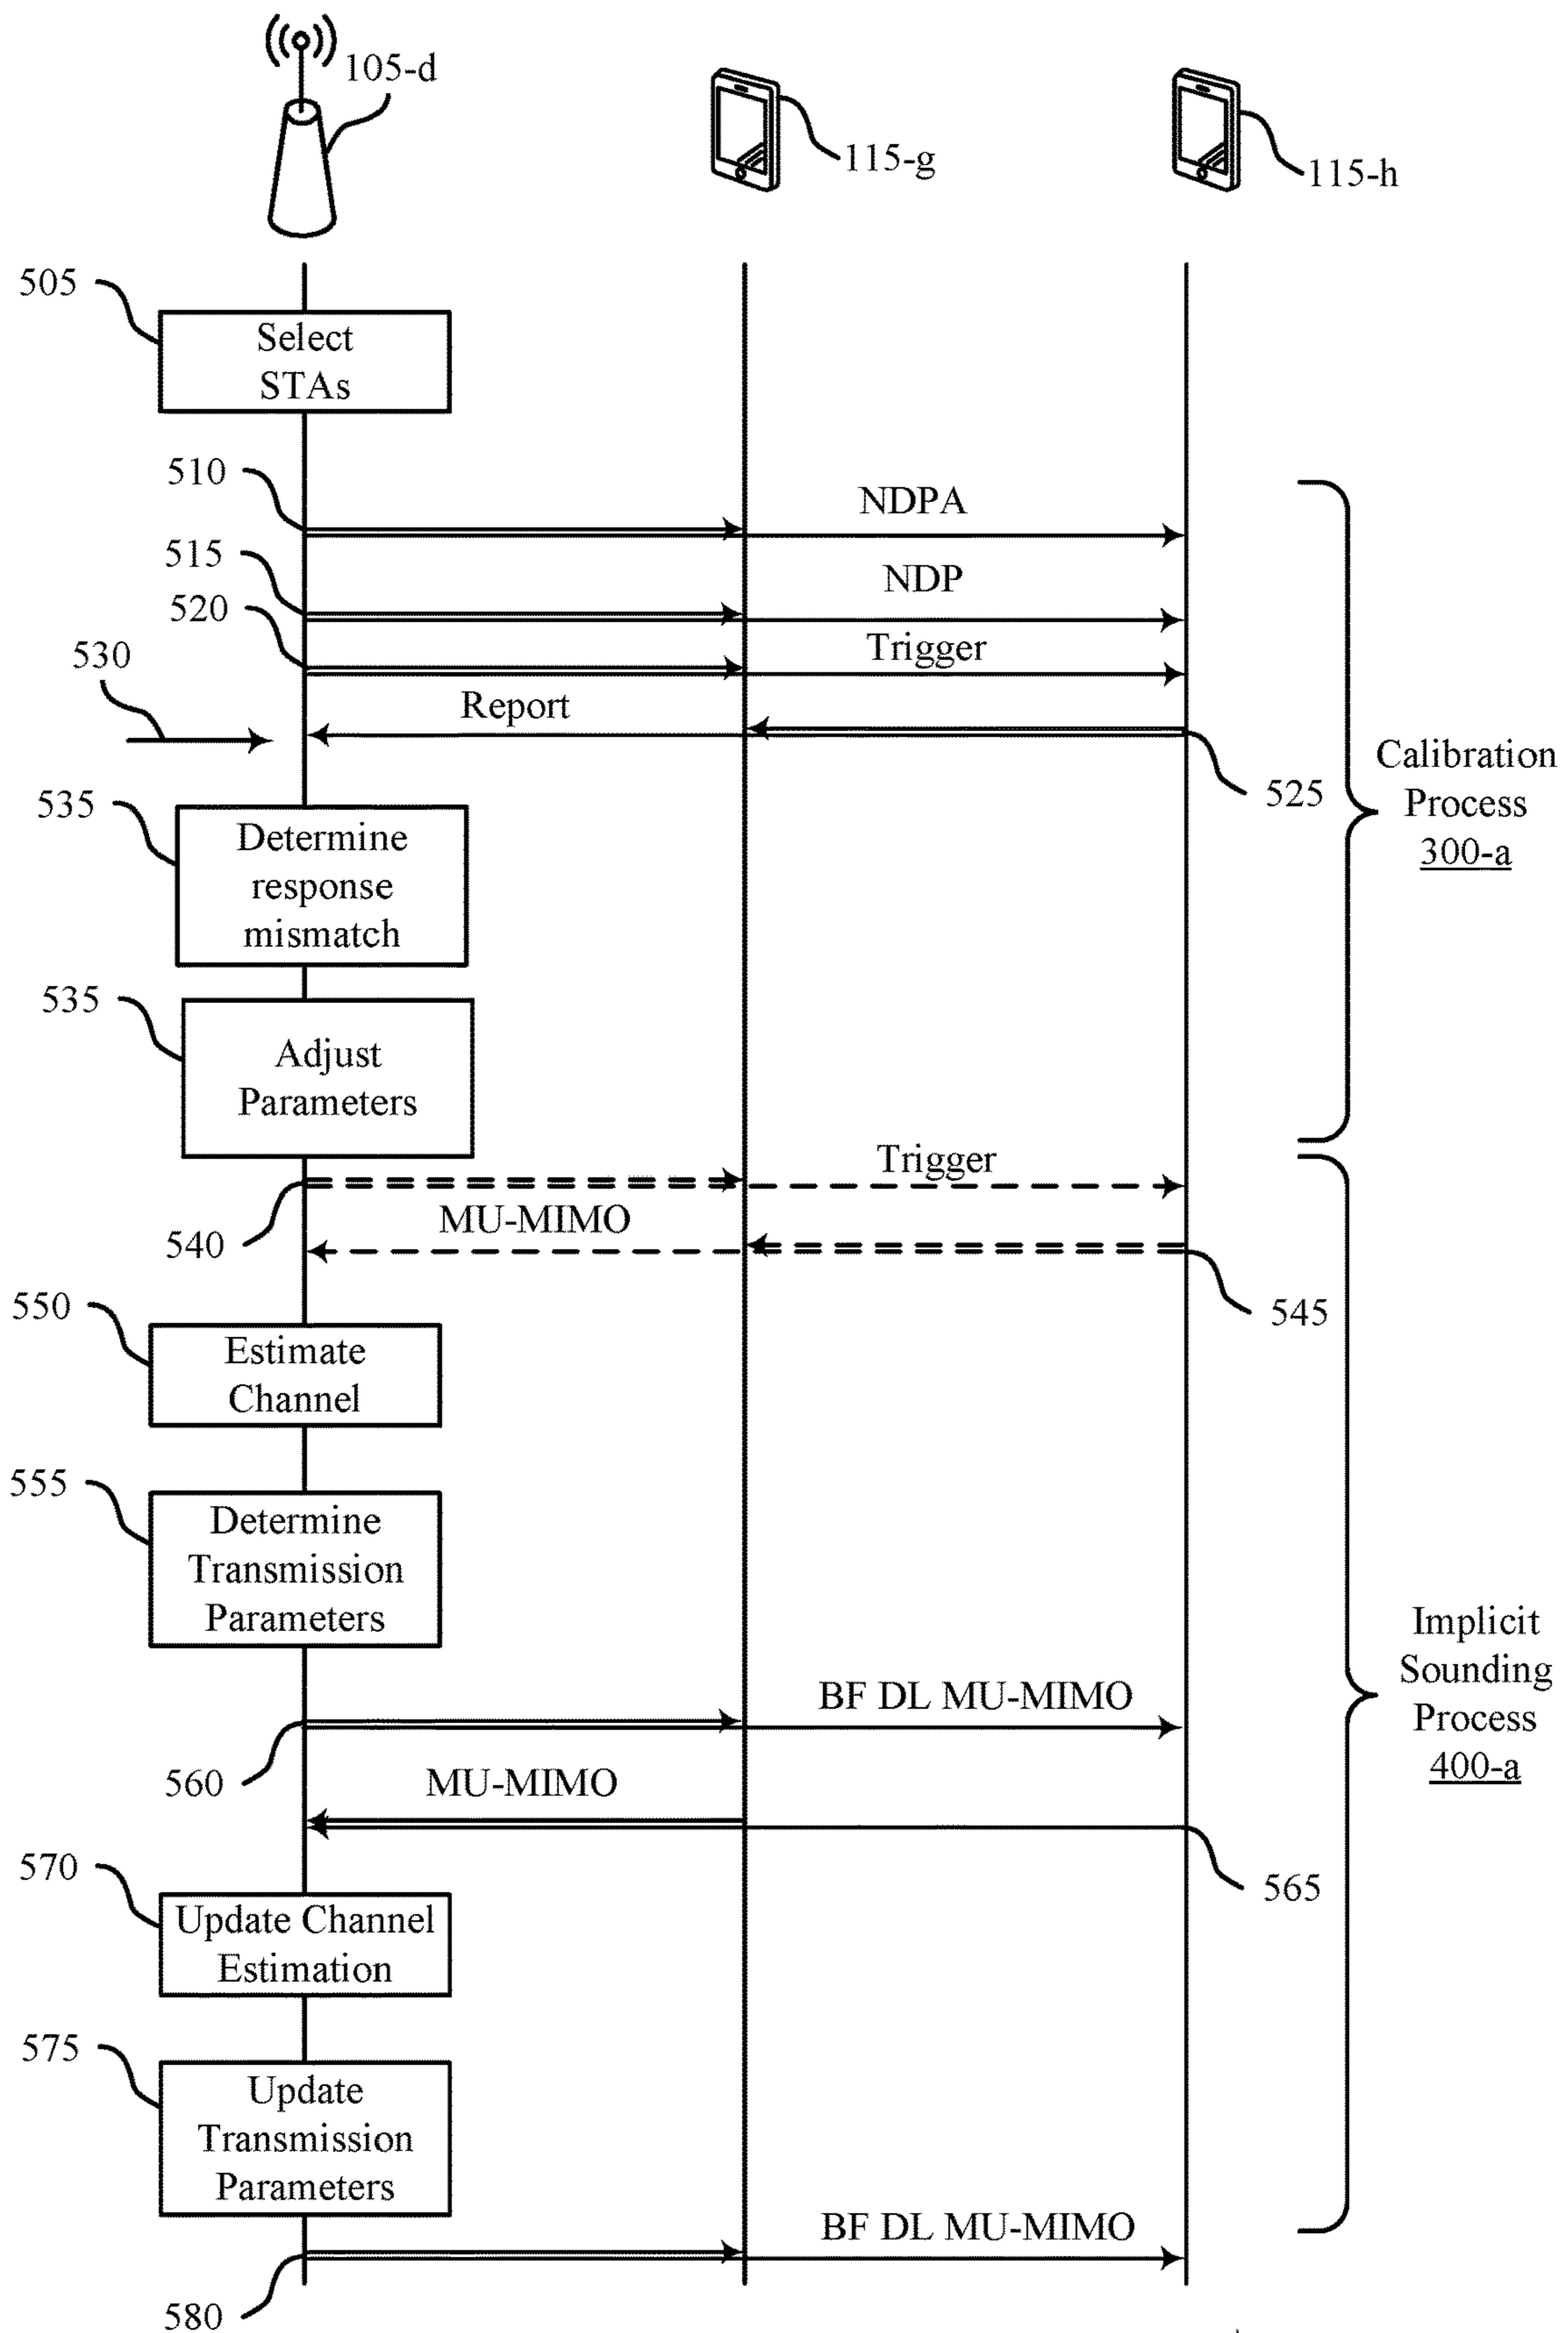 105-d
115-g
115-h
505
Select
STAs
510
NDPA
515
NDP
520
Trigger
530
Report
525
Calibration
Process
300-a
535
Determine
response
mismatch
535
Adjust
Parameters
Trigger
540
MU-MIMO
545
550
Estimate
Channel
555
Determine
Transmission
Parameters
Implicit
Sounding
Process
400-a
BF DL MU-MIMO
560
MU-MIMO
565
570
Update Channel
Estimation
575
Update
Transmission
Parameters
BF DL MU-MIMO
580